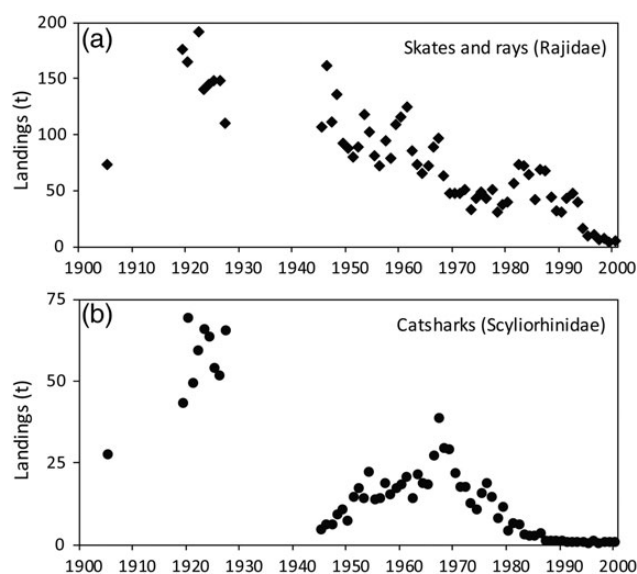 (a)
Skates and rays (Rajidae)
Landings (t)
200
150
100
50
0
1900 1910 1920 1930 1940 1950 1960 1970 1980 1990 2000
(b)
Catsharks (Scyliorhinidae)
Landings (t)
75
50
25
0
1900 1910 1920 1930 1940 1950 1960 1970 1980 1990 2000